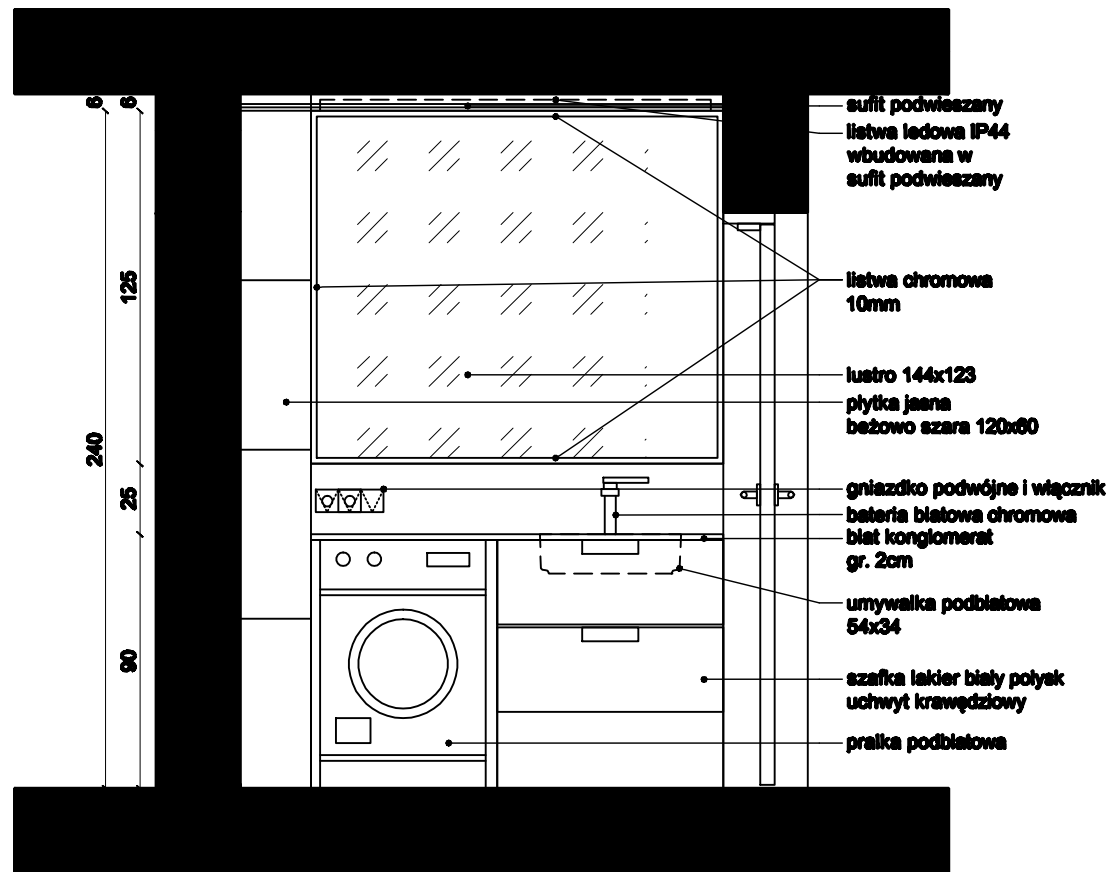 6
6
sufit podwieszany
listwa ledowa IP44
wbudowana w
sufit podwieszany
125
listwa chromowa
10mm
lustro 144x123
płytka jasna
beżowo szara 120x60
240
25
gniazdko podwójne i włącznik
bateria blatowa chromowa
blat konglomerat
gr. 2cm
umywalka podblatowa
54x34
90
szafka lakier biały połysk
uchwyt krawędziowy
pralka podblatowa